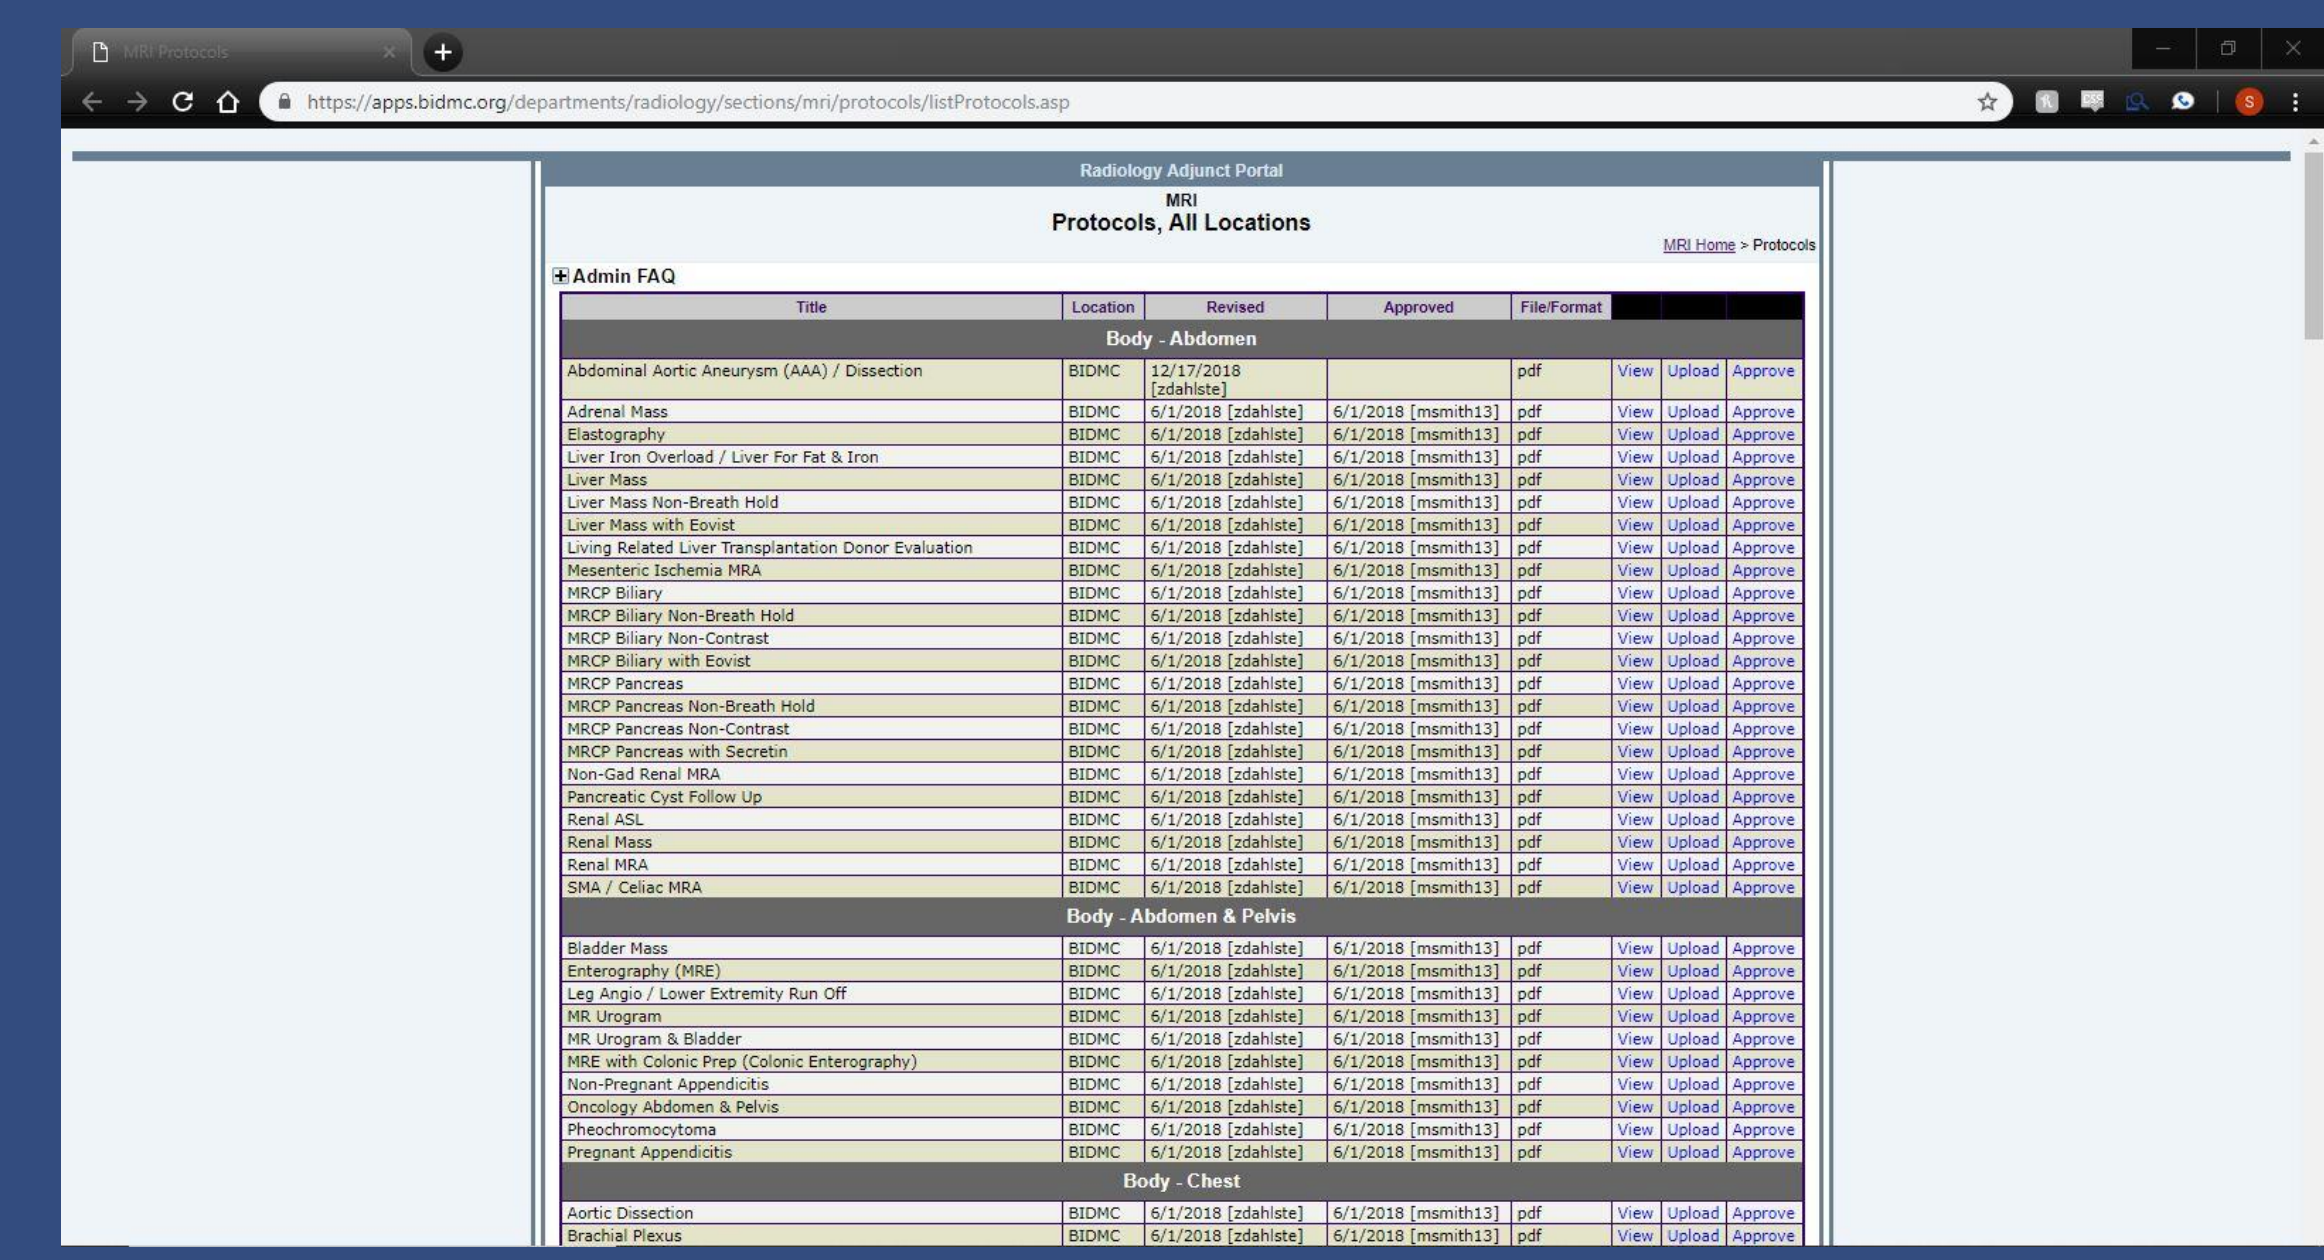 MRI Protocols
https://apps.bidmc.org/departments/radiology/sections/mri/protocols/listProtocols.asp
S
Radiology Adjunct Portal
MRI
Protocols, All Locations
MRI Home > Protocols
Admin FAQ
Title Location Revised Approved File/Format
Body - Abdomen
Abdominal Aortic Aneurysm (AAA) / Dissection BIDMC 12/17/2018 pdf View Upload Approve
[zdahlste]
Adrenal Mass BIDMC 6/1/2018 [zdahlste] 6/1/2018 [msmith13] pdf View Upload Approve
Elastography BIDMC 6/1/2018 [zdahlste] 6/1/2018 [msmith13] pdf View Upload Approve
Liver Iron Overload / Liver For Fat & Iron BIDMC 6/1/2018 [zdahlste] 6/1/2018 [msmith13] pdf View Upload Approve
Liver Mass BIDMC 6/1/2018 [zdahlste] 6/1/2018 [msmith13] pdf View Upload Approve
Liver Mass Non-Breath Hold BIDMC 6/1/2018 [zdahlste] 6/1/2018 [msmith13] pdf View Upload Approve
Liver Mass with Eovist BIDMC 6/1/2018 [zdahlste] 6/1/2018 [msmith13] pdf View Upload Approve
Living Related Liver Transplantation Donor Evaluation BIDMC 6/1/2018 [zdahlste] 6/1/2018 [msmith13] pdf View Upload Approve
Mesenteric Ischemia MRA BIDMC 6/1/2018 [zdahlste] 6/1/2018 [msmith13] pdf View Upload Approve
MRCP Biliary BIDMC 6/1/2018 [zdahlste] 6/1/2018 [msmith13] pdf View Upload Approve
MRCP Biliary Non-Breath Hold BIDMC 6/1/2018 [zdahlste] 6/1/2018 [msmith13] pdf View Upload Approve
MRCP Biliary Non-Contrast BIDMC 6/1/2018 [zdahlste] 6/1/2018 [msmith13] pdf View Upload Approve
MRCP Biliary with Eovist BIDMC 6/1/2018 [zdahlste] 6/1/2018 [msmith13] pdf View Upload Approve
MRCP Pancreas BIDMC 6/1/2018 [zdahlste] 6/1/2018 [msmith13] pdf View Upload Approve
MRCP Pancreas Non-Breath Hold BIDMC 6/1/2018 [zdahlste] 6/1/2018 [msmith13] pdf View Upload Approve
MRCP Pancreas Non-Contrast BIDMC 6/1/2018 [zdahlste] 6/1/2018 [msmith13] pdf View Upload Approve
MRCP Pancreas with Secretin BIDMC 6/1/2018 [zdahlste] 6/1/2018 [msmith13] pdf View Upload Approve
Non-Gad Renal MRA BIDMC 6/1/2018 [zdahlste] 6/1/2018 [msmith13] pdf View Upload Approve
Pancreatic Cyst Follow Up BIDMC 6/1/2018 [zdahlste] 6/1/2018 [msmith13] pdf View Upload Approve
Renal ASL BIDMC 6/1/2018 [zdahlste] 6/1/2018 [msmith13] pdf View Upload Approve
Renal Mass BIDMC 6/1/2018 [zdahlste] 6/1/2018 [msmith13] pdf View Upload Approve
Renal MRA BIDMC 6/1/2018 [zdahlste] 6/1/2018 [msmith13] pdf View Upload Approve
SMA / Celiac MRA BIDMC 6/1/2018 [zdahlste] 6/1/2018 [msmith13] pdf View Upload Approve
Body - Abdomen & Pelvis
Bladder Mass BIDMC 6/1/2018 [zdahlste] 6/1/2018 [msmith13] pdf View Upload Approve
Enterography (MRE) BIDMC 6/1/2018 [zdahlste] 6/1/2018 [msmith13] pdf View Upload Approve
Leg Angio / Lower Extremity Run Off BIDMC 6/1/2018 [zdahlste] 6/1/2018 [msmith13] pdf View Upload Approve
MR Urogram BIDMC 6/1/2018 [zdahlste] 6/1/2018 [msmith13] pdf View Upload Approve
MR Urogram & Bladder BIDMC 6/1/2018 [zdahlste] 6/1/2018 [msmith13] pdf View Upload Approve
MRE with Colonic Prep (Colonic Enterography) BIDMC 6/1/2018 [zdahlste] 6/1/2018 [msmith13] pdf View Upload Approve
Non-Pregnant Appendicitis BIDMC 6/1/2018 [zdahlste] 6/1/2018 [msmith13] pdf View Upload Approve
Oncology Abdomen & Pelvis BIDMC 6/1/2018 [zdahlste] 6/1/2018 [msmith13] pdf View Upload Approve
Pheochromocytoma BIDMC 6/1/2018 [zdahlste] 6/1/2018 [msmith13] pdf View Upload Approve
Pregnant Appendicitis BIDMC 6/1/2018 [zdahlste] 6/1/2018 [msmith13] pdf View Upload Approve
Body - Chest
Aortic Dissection BIDMC 6/1/2018 [zdahlste] 6/1/2018 [msmith13] pdf View Upload Approve
Brachial Plexus BIDMC 6/1/2018 [zdahlste] 6/1/2018 [msmith13] pdf View Upload Approve